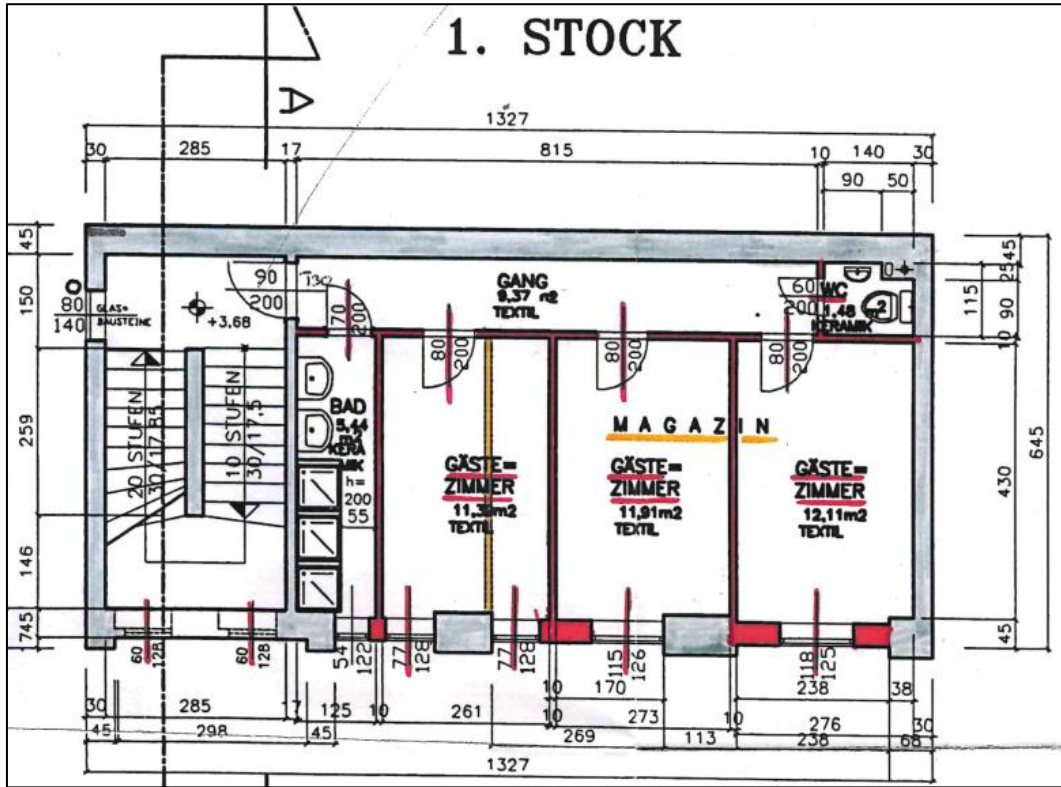 1. STOCK
A
1327
30 285 17 815 10 140 30
90 50
45
150
259
146
745
80
140
GLAS=
BAUSTEINE
+3.68
90
200
70
200
GANG
9,37 m2
TEXTIL
60
200
WC
1,48 m2
KERAMIK
115
25 45
90
10
430
645
45
80
200
80
200
80
200
20 STUFEN
30/17,85
10 STUFEN
30/17,5
BAD
5,44
m2
KERA
MIK
h=
200
55
MAGAZIN
GÄSTE=
ZIMMER
TEXTIL
GÄSTE=
ZIMMER
11,91m2
TEXTIL
GÄSTE=
ZIMMER
12,11m2
TEXTIL
60
128
60
128
54
122
77
128
77
128
115
126
118
125
10 170 238 38
30 285 17 125 10 261 10 273 10 276 30
45 298 45 269 113 238 68
1327